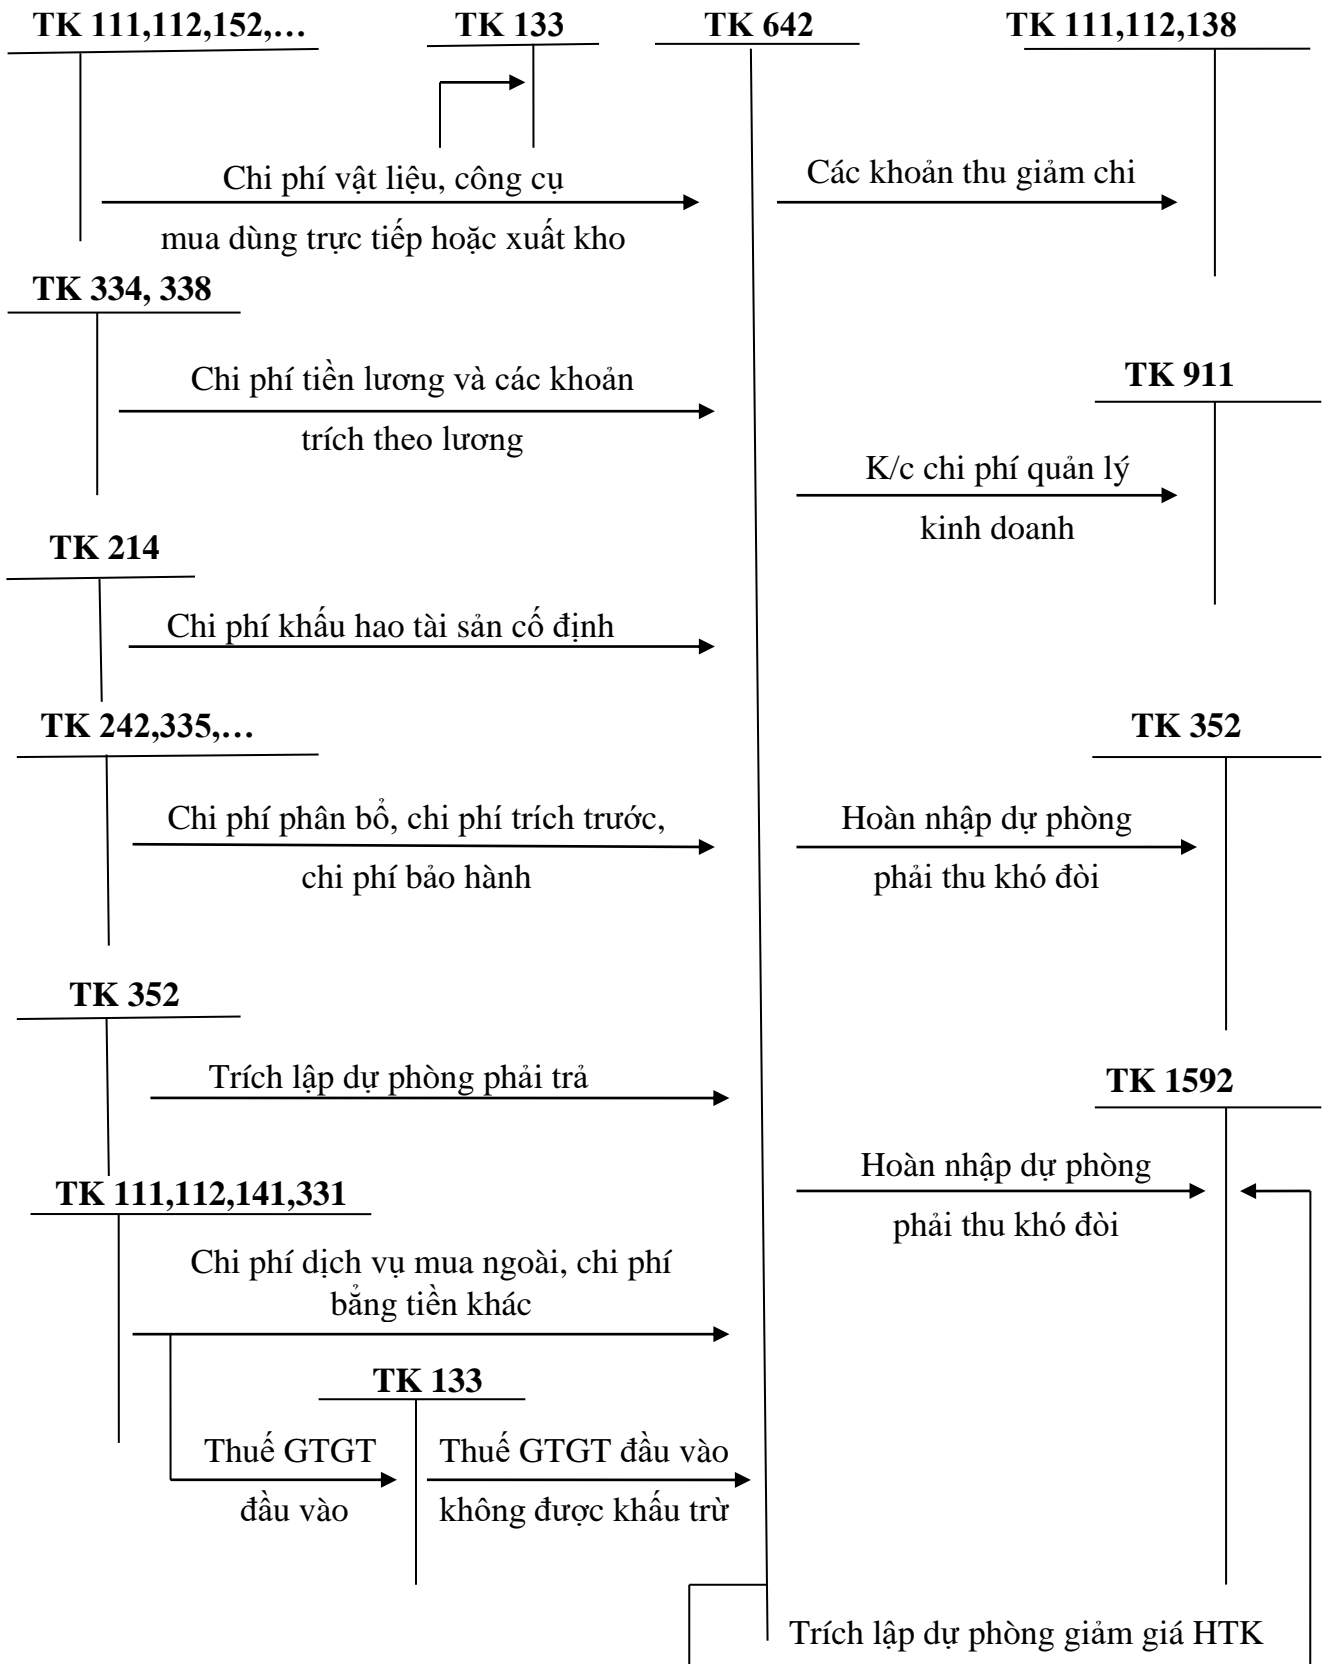 TK 111,112,152,…
TK 133
TK 642
TK 111,112,138
Chi phí vật liệu, công cụ
mua dùng trực tiếp hoặc xuất kho
Các khoản thu giảm chi
TK 334, 338
Chi phí tiền lương và các khoản
trích theo lương
TK 911
K/c chi phí quản lý
kinh doanh
TK 214
Chi phí khấu hao tài sản cố định
TK 242,335,…
TK 352
Chi phí phân bổ, chi phí trích trước,
chi phí bảo hành
Hoàn nhập dự phòng
phải thu khó đòi
TK 352
Trích lập dự phòng phải trả
TK 1592
Hoàn nhập dự phòng
phải thu khó đòi
TK 111,112,141,331
Chi phí dịch vụ mua ngoài, chi phí
bẳng tiền khác
TK 133
Thuế GTGT
đầu vào
Thuế GTGT đầu vào
không được khấu trừ
Trích lập dự phòng giảm giá HTK